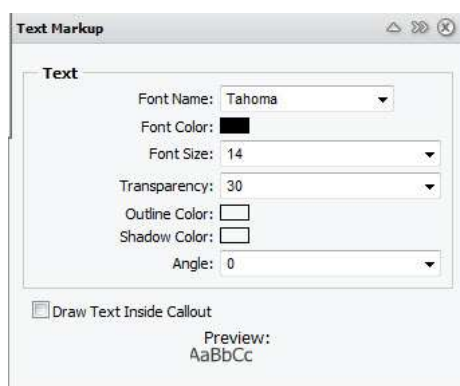 Text Markup
Text
Font Name: Tahoma
Font Color:
Font Size: 14
Transparency: 30
Outline Color:
Shadow Color:
Angle: 0
Draw Text Inside Callout
Preview:
AaBbCc